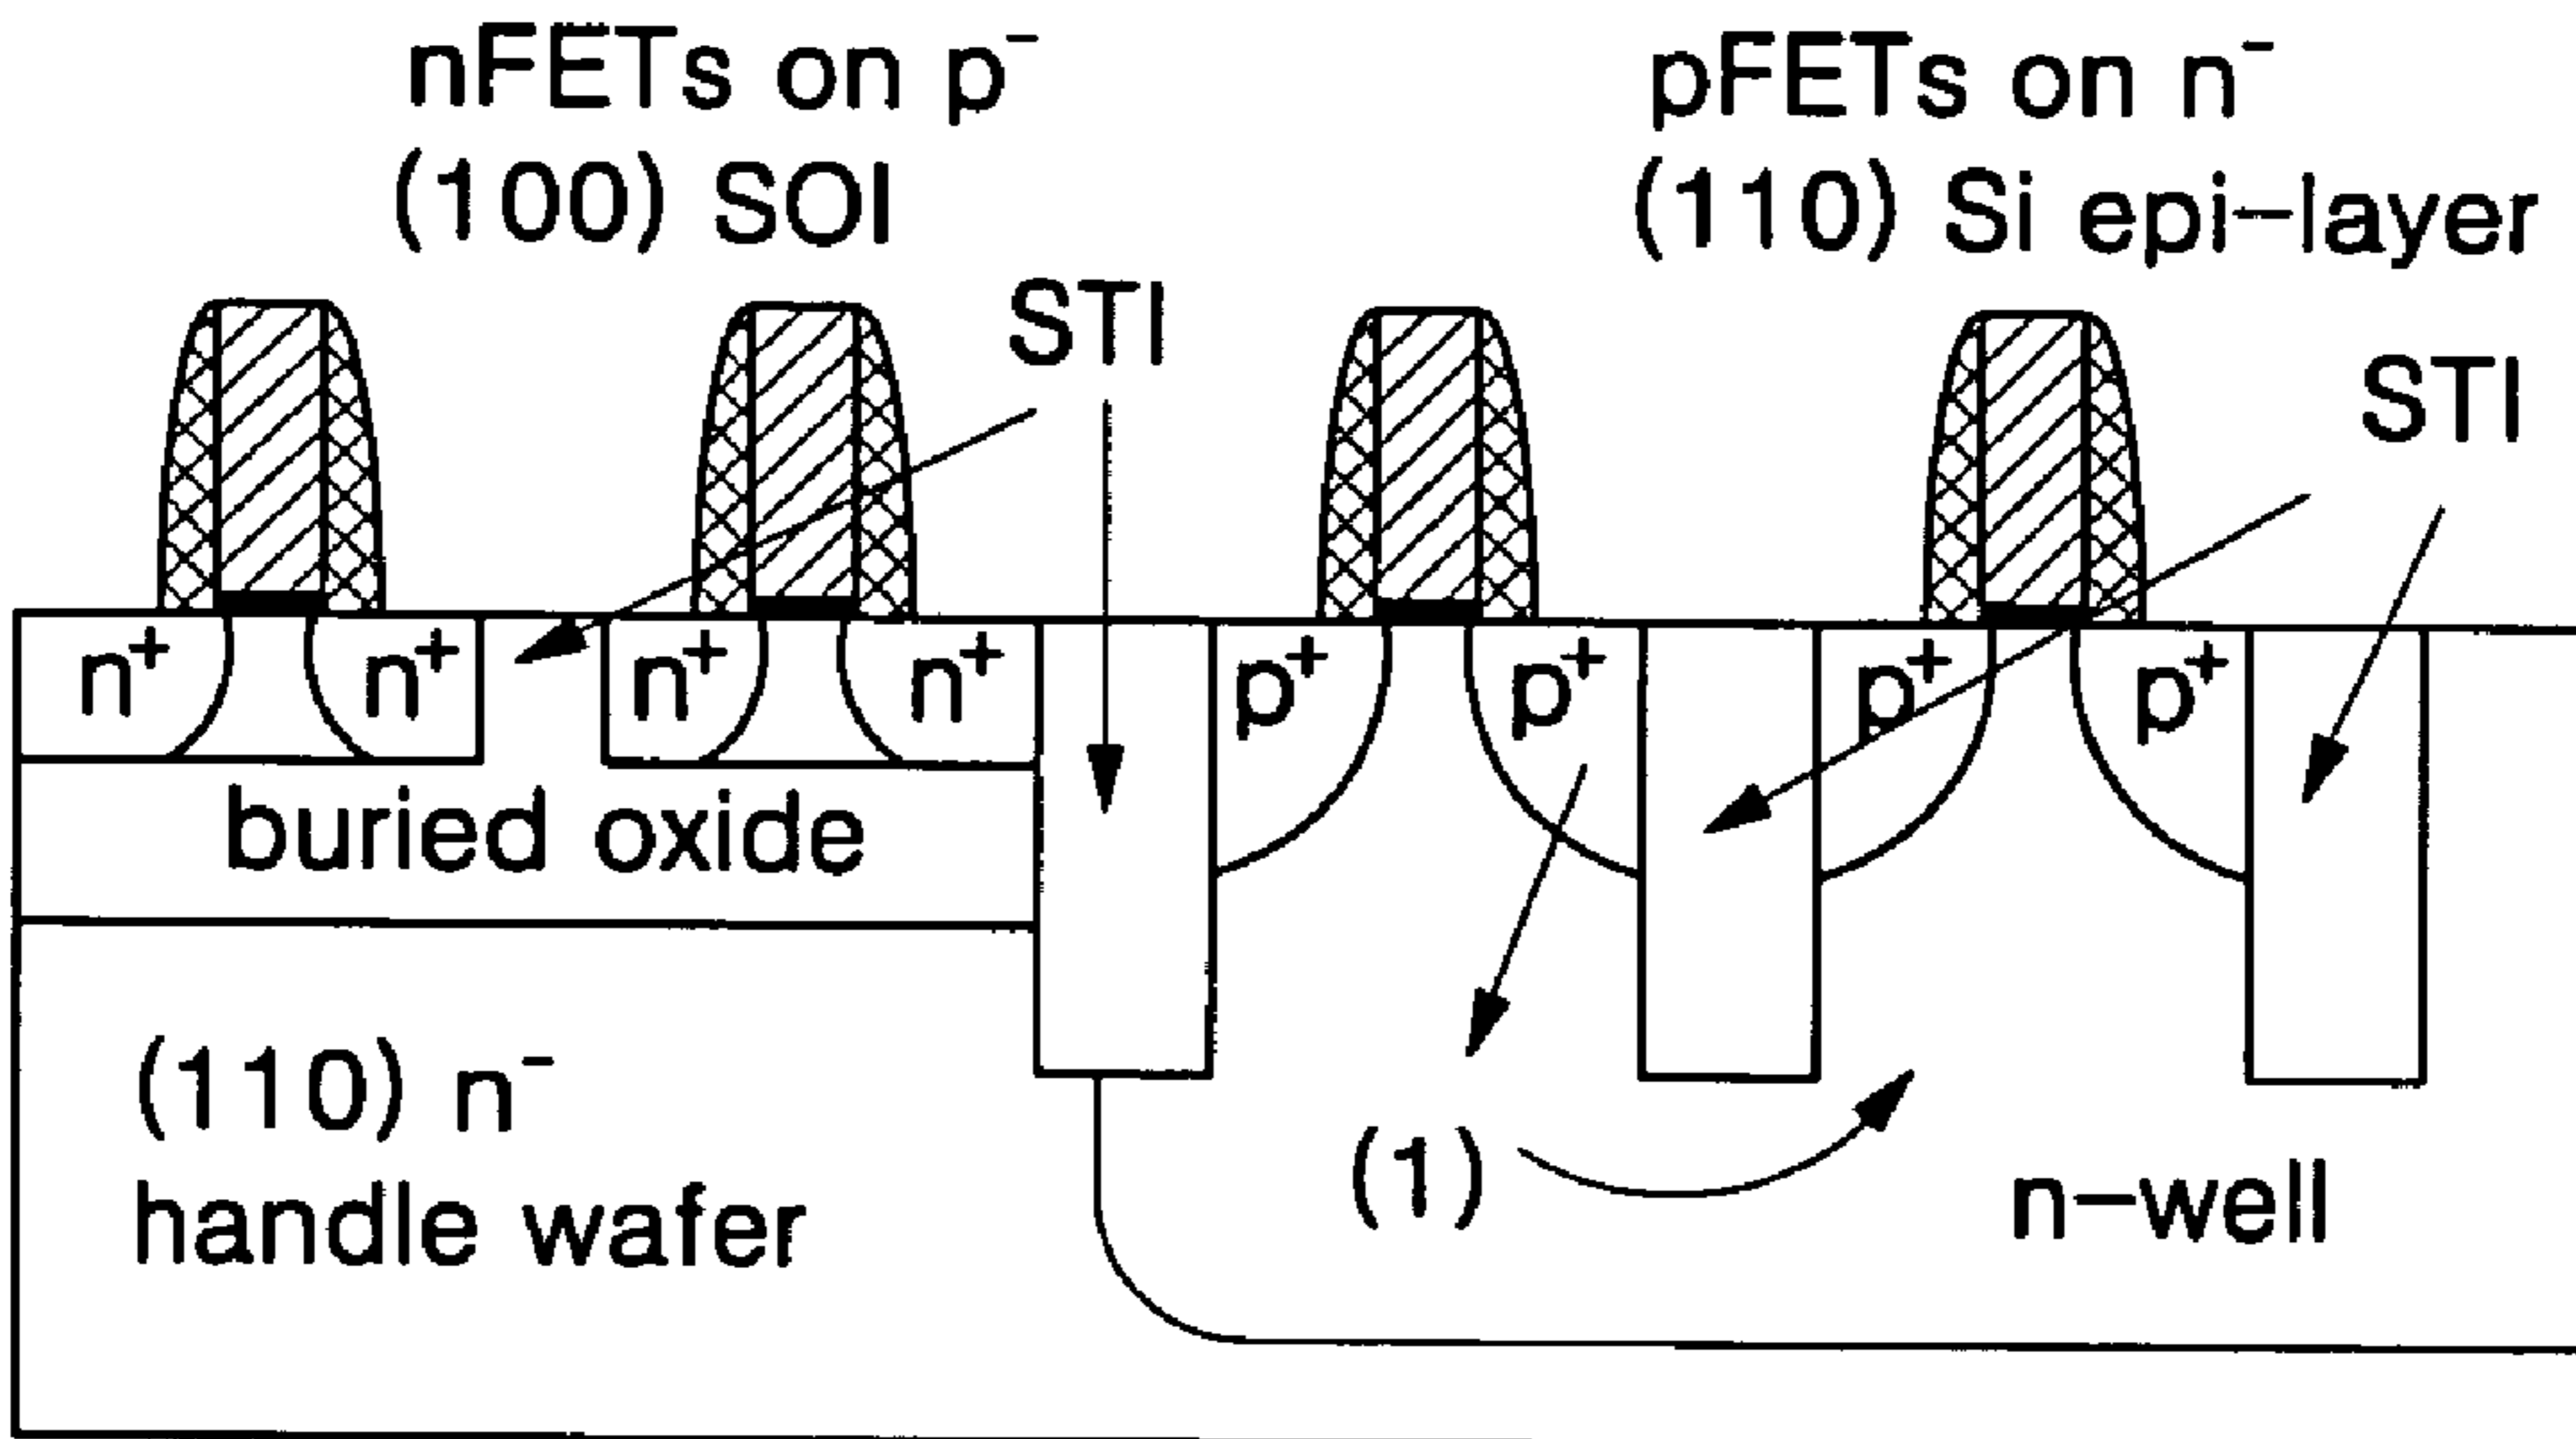 nFETs on p⁻
(100) SOI
pFETs on n⁻
(110) Si epi-layer
STI
STI
n⁺ n⁺ n⁺ n⁺ p⁺ p⁺ p⁺ p⁺
buried oxide
(110) n⁻
handle wafer
(1)
n-well